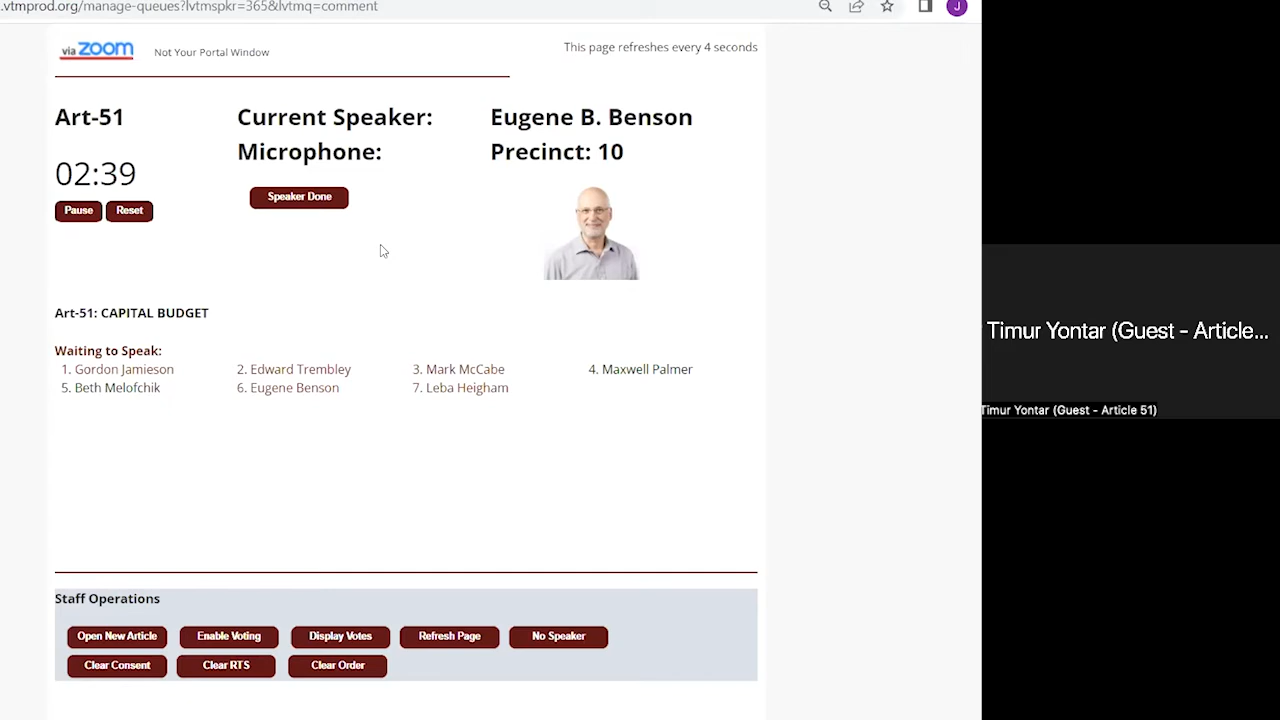 .vtmprod.org/manage-queues?lvtmspkr=365&lvtmq=comment
J
via zoom
Not Your Portal Window
This page refreshes every 4 seconds
Art-51
Current Speaker:
Eugene B. Benson
Microphone:
Precinct: 10
02:39
Speaker Done
Pause
Reset
Art-51: CAPITAL BUDGET
Waiting to Speak:
1. Gordon Jamieson
2. Edward Trembley
3. Mark McCabe
4. Maxwell Palmer
5. Beth Melofchik
6. Eugene Benson
7. Leba Heigham
Timur Yontar (Guest - Article...
Timur Yontar (Guest - Article 51)
Staff Operations
Open New Article
Enable Voting
Display Votes
Refresh Page
No Speaker
Clear Consent
Clear RTS
Clear Order